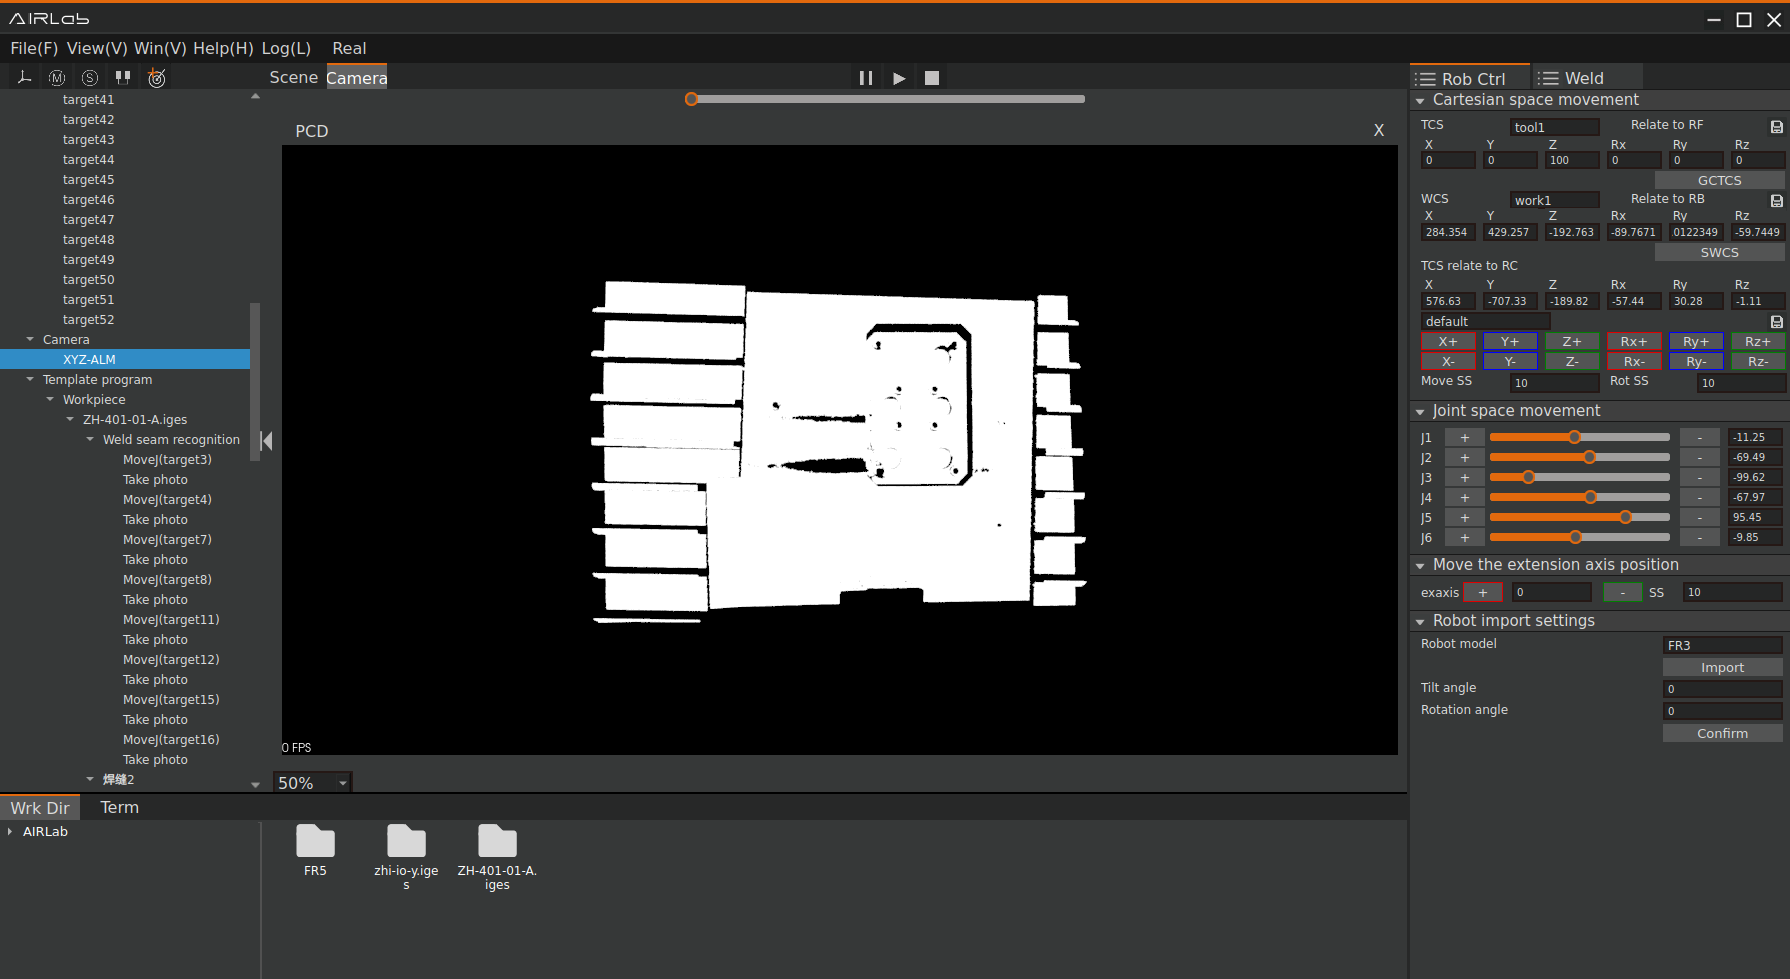 AIRLab
File(F) View(V) Win(V) Help(H) Log(L) Real
Scene Camera
Rob Ctrl Weld
target41
target42
target43
target44
target45
target46
target47
target48
target49
target50
target51
target52
Camera
XYZ-ALM
Template program
Workpiece
ZH-401-01-A.iges
Weld seam recognition
MoveJ(target3)
Take photo
MoveJ(target4)
Take photo
MoveJ(target7)
Take photo
MoveJ(target8)
Take photo
MoveJ(target11)
Take photo
MoveJ(target12)
Take photo
MoveJ(target15)
Take photo
MoveJ(target16)
Take photo
焊缝2
PCD X
0 FPS
50%
Cartesian space movement
TCS tool1 Relate to RF
X Y Z Rx Ry Rz
0 0 100 0 0 0
GCTCS
WCS work1 Relate to RB
X Y Z Rx Ry Rz
284.354 429.257 -192.763 -89.7671 .0122349 -59.7449
SWCS
TCS relate to RC
X Y Z Rx Ry Rz
576.63 -707.33 -189.82 -57.44 30.28 -1.11
default
X+ Y+ Z+ Rx+ Ry+ Rz+
X- Y- Z- Rx- Ry- Rz-
Move SS 10 Rot SS 10
Joint space movement
J1 + - -11.25
J2 + - -69.49
J3 + - -99.62
J4 + - -67.97
J5 + - 95.45
J6 + - -9.85
Move the extension axis position
exaxis + 0 - SS 10
Robot import settings
Robot model FR3
Import
Tilt angle 0
Rotation angle 0
Confirm
Wrk Dir Term
AIRLab
FR5
zhi-io-y.ige
s
ZH-401-01-A.
iges